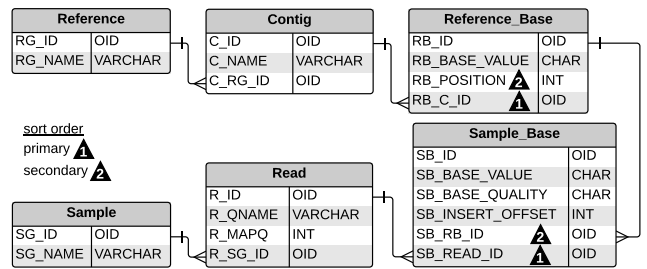 Reference
RG_ID OID
RG_NAME VARCHAR
Contig
C_ID OID
C_NAME VARCHAR
C_RG_ID OID
Reference_Base
RB_ID OID
RB_BASE_VALUE CHAR
RB_POSITION 2 INT
RB_C_ID 1 OID
sort order
primary 1
secondary 2
Sample
SG_ID OID
SG_NAME VARCHAR
Read
R_ID OID
R_QNAME VARCHAR
R_MAPQ INT
R_SG_ID OID
Sample_Base
SB_ID OID
SB_BASE_VALUE CHAR
SB_BASE_QUALITY CHAR
SB_INSERT_OFFSET INT
SB_RB_ID 2 OID
SB_READ_ID 1 OID